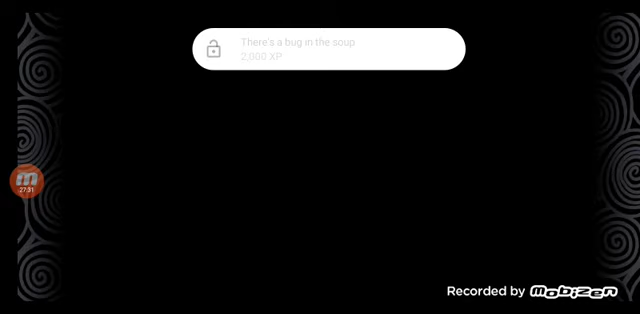 There's a bug in the soup
2,000 XP
27:31
Recorded by Mobizen